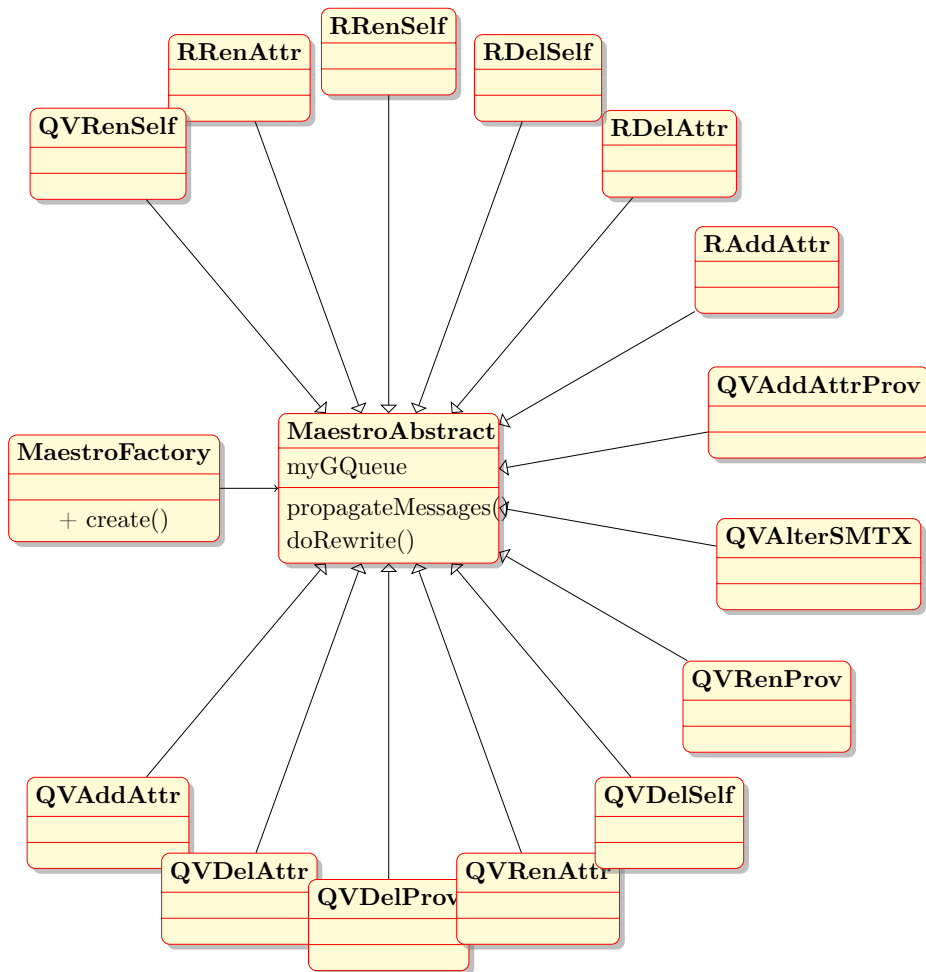 RRenSelf
RRenAttr
RDelSelf
QVRenSelf
RDelAttr
RAddAttr
QVAddAttrProv
MaestroAbstract
myGQueue
propagateMessages()
doRewrite()
MaestroFactory
+ create()
QVAlterSMTX
QVRenProv
QVAddAttr
QVDelSelf
QVDelAttr
QVRenAttr
QVDelProv